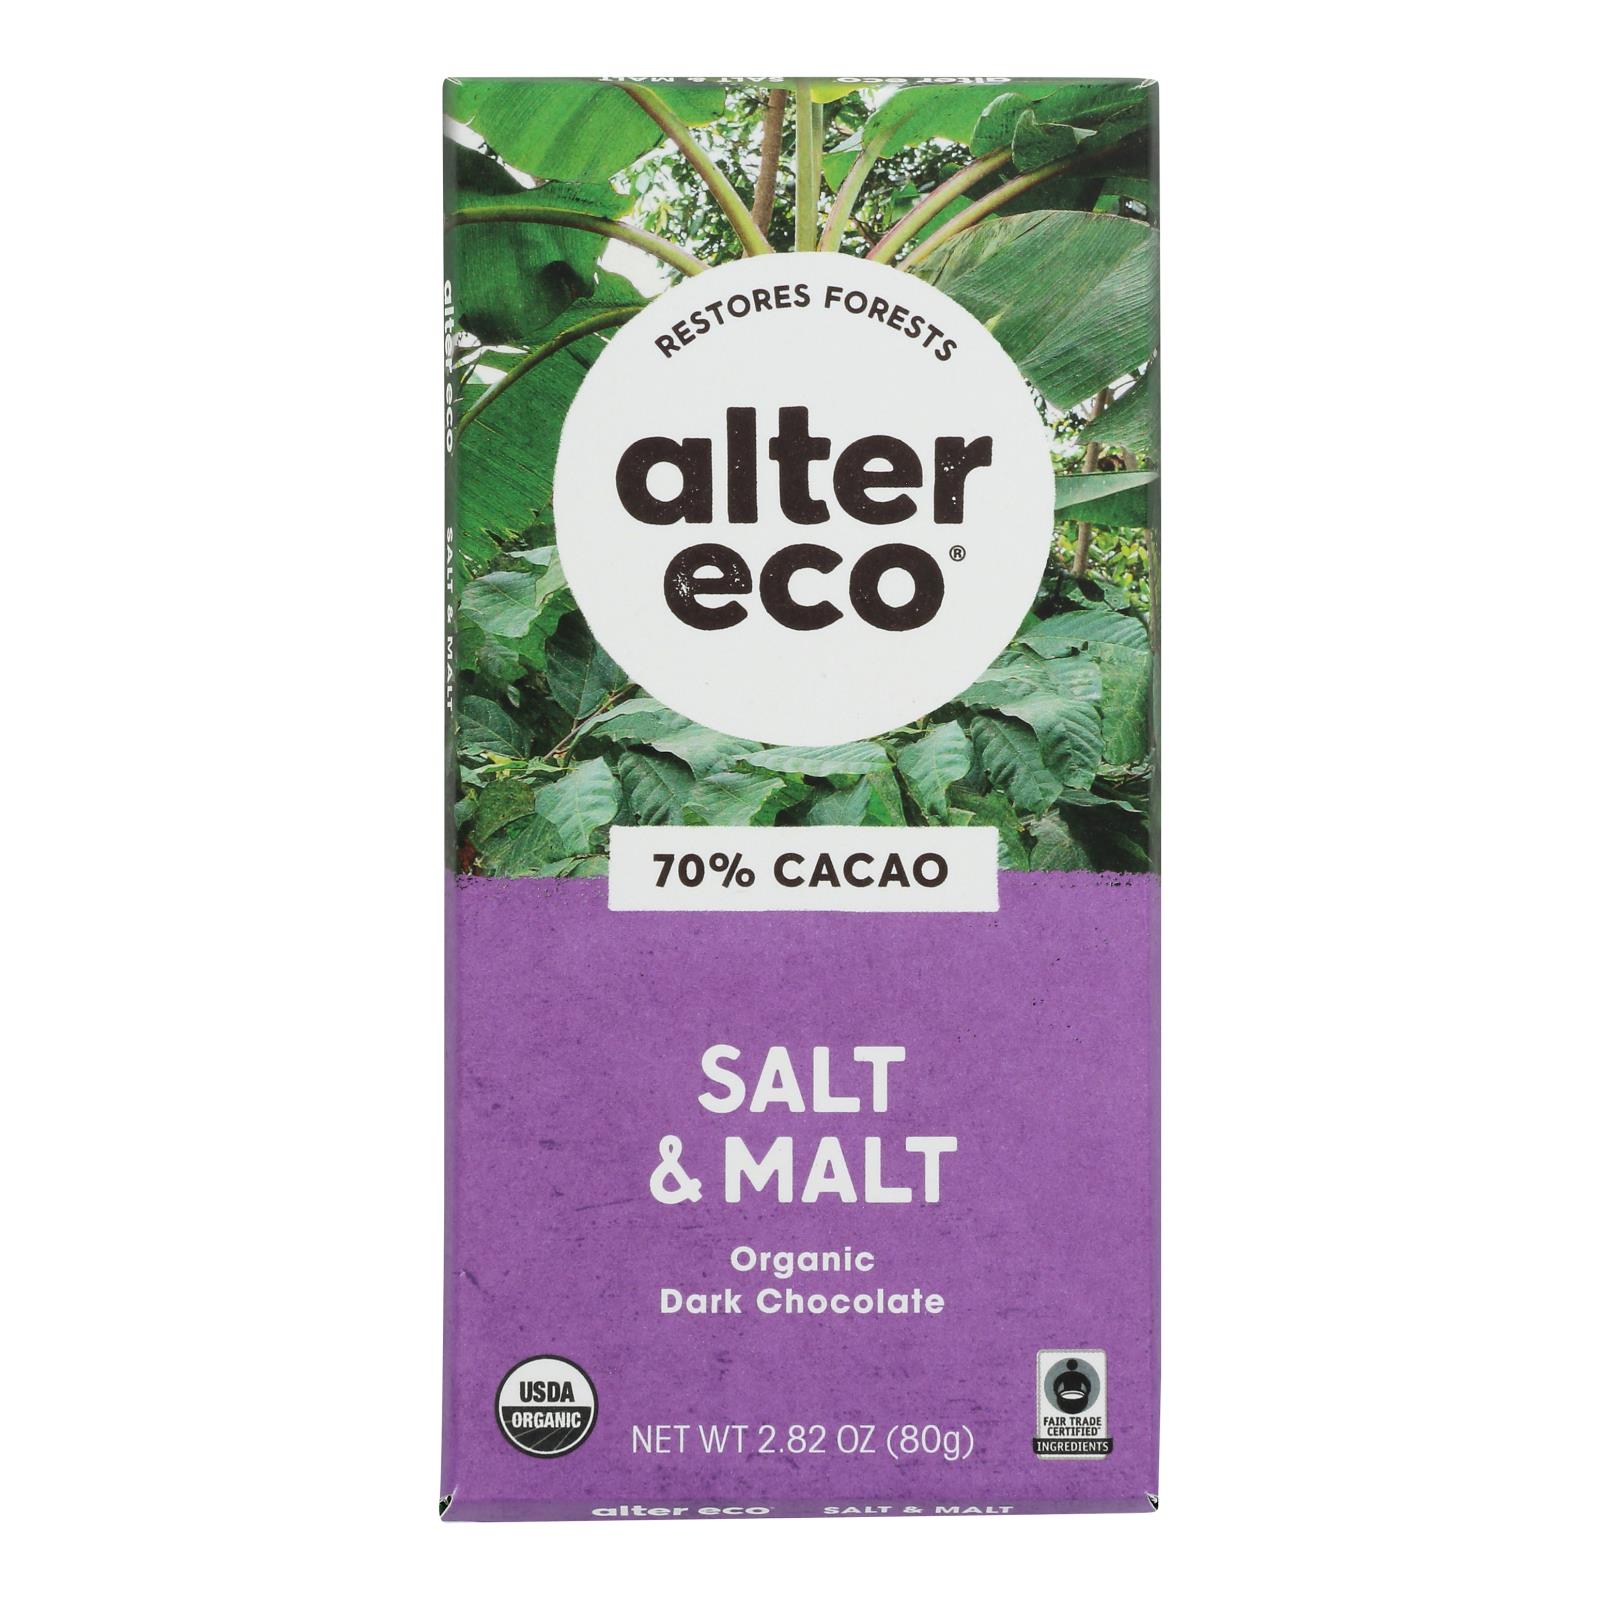 alter eco SALT & MALT
RESTORES FORESTS
alter
eco®
alter eco SALT & MALT
70% CACAO
SALT
& MALT
Organic
Dark Chocolate
USDA
ORGANIC
NET WT 2.82 OZ (80g)
FAIR TRADE
CERTIFIED™
INGREDIENTS
alter eco® SALT & MALT